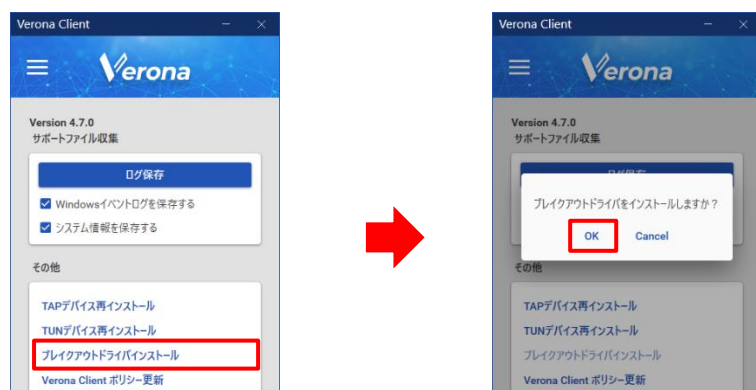 Verona Client
Verona
Version 4.7.0
サポートファイル収集
ログ保存
Windowsイベントログを保存する
システム情報を保存する
その他
TAPデバイス再インストール
TUNデバイス再インストール
ブレイクアウトドライバインストール
Verona Client ポリシー更新
Verona Client
Verona
Version 4.7.0
サポートファイル収集
ログ保存
ブレイクアウトドライバをインストールしますか？
OK Cancel
その他
TAPデバイス再インストール
TUNデバイス再インストール
ブレイクアウトドライバインストール
Verona Client ポリシー更新